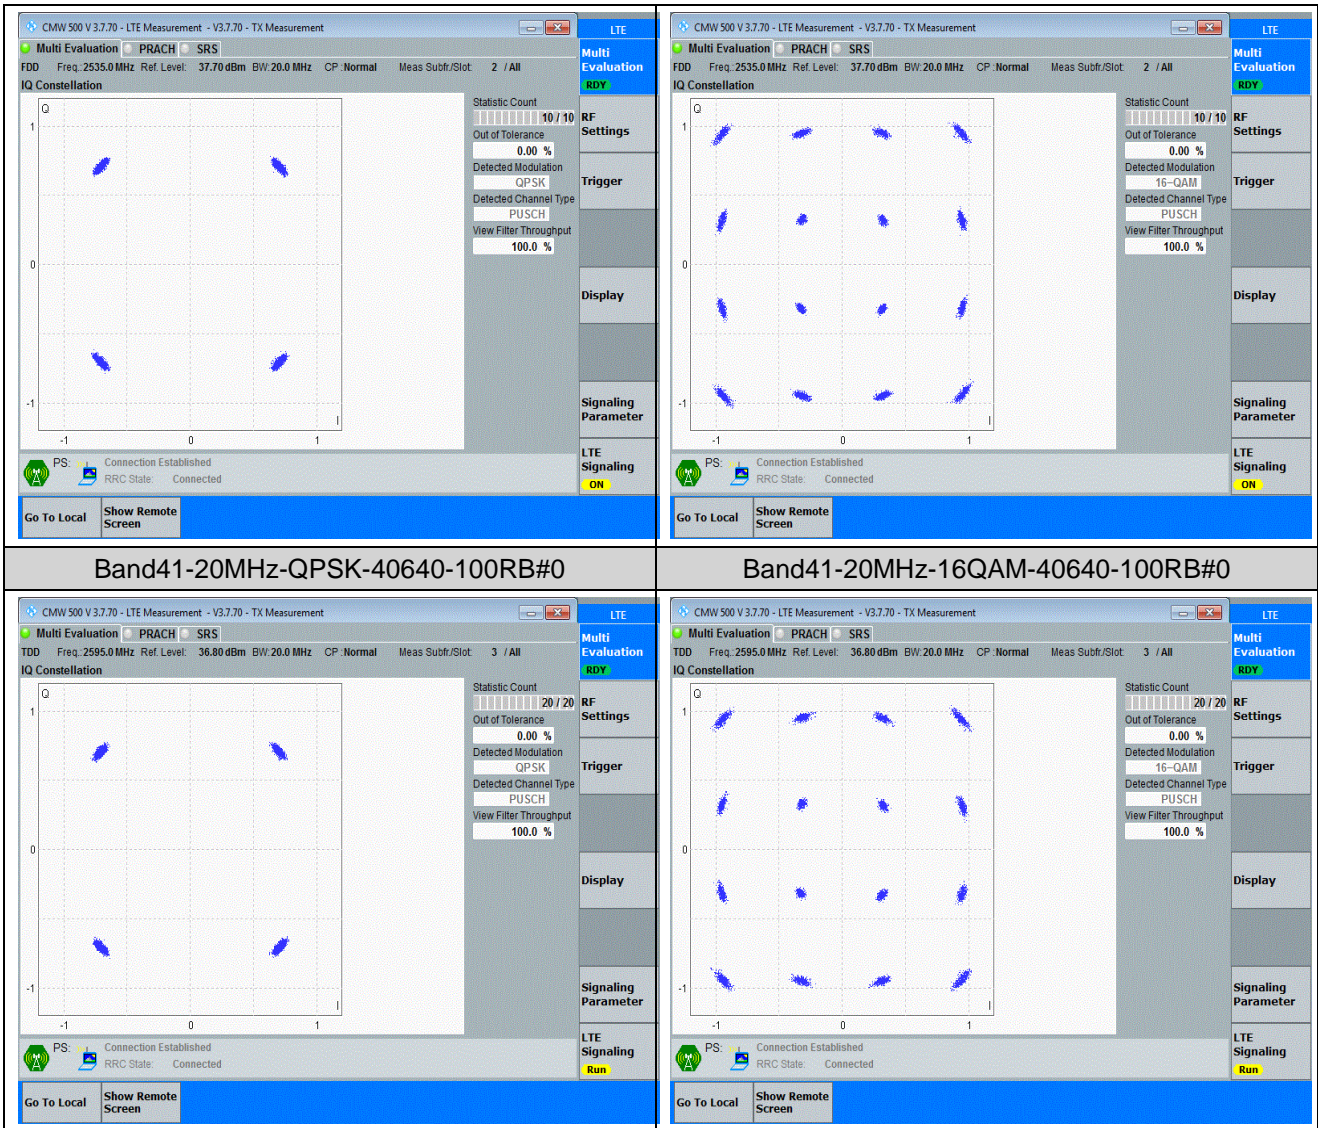 CMW 500 V 3.7.70 - LTE Measurement - V3.7.70 - TX Measurement
LTE
Multi Evaluation PRACH SRS
FDD Freq.:2535.0 MHz Ref. Level: 37.70 dBm BW:20.0 MHz CP :Normal Meas Subfr./Slot: 2 / All
IQ Constellation
Q
1
0
-1
-1 0 1
I
Statistic Count
10 / 10
Out of Tolerance
0.00 %
Detected Modulation
QPSK
Detected Channel Type
PUSCH
View Filter Throughput
100.0 %
Multi
Evaluation
RDY
RF
Settings
Trigger
Display
Signaling
Parameter
LTE
Signaling
ON
PS: Connection Established
RRC State: Connected
Go To Local
Show Remote
Screen
CMW 500 V 3.7.70 - LTE Measurement - V3.7.70 - TX Measurement
LTE
Multi Evaluation PRACH SRS
FDD Freq.:2535.0 MHz Ref. Level: 37.70 dBm BW:20.0 MHz CP :Normal Meas Subfr./Slot: 2 / All
IQ Constellation
Q
1
0
-1
-1 0 1
I
Statistic Count
10 / 10
Out of Tolerance
0.00 %
Detected Modulation
16-QAM
Detected Channel Type
PUSCH
View Filter Throughput
100.0 %
Multi
Evaluation
RDY
RF
Settings
Trigger
Display
Signaling
Parameter
LTE
Signaling
ON
PS: Connection Established
RRC State: Connected
Go To Local
Show Remote
Screen
Band41-20MHz-QPSK-40640-100RB#0
Band41-20MHz-16QAM-40640-100RB#0
CMW 500 V 3.7.70 - LTE Measurement - V3.7.70 - TX Measurement
LTE
Multi Evaluation PRACH SRS
TDD Freq.:2595.0 MHz Ref. Level: 36.80 dBm BW:20.0 MHz CP :Normal Meas Subfr./Slot: 3 / All
IQ Constellation
Q
1
0
-1
-1 0 1
I
Statistic Count
20 / 20
Out of Tolerance
0.00 %
Detected Modulation
QPSK
Detected Channel Type
PUSCH
View Filter Throughput
100.0 %
Multi
Evaluation
RDY
RF
Settings
Trigger
Display
Signaling
Parameter
LTE
Signaling
Run
PS: Connection Established
RRC State: Connected
Go To Local
Show Remote
Screen
CMW 500 V 3.7.70 - LTE Measurement - V3.7.70 - TX Measurement
LTE
Multi Evaluation PRACH SRS
TDD Freq.:2595.0 MHz Ref. Level: 36.80 dBm BW:20.0 MHz CP :Normal Meas Subfr./Slot: 3 / All
IQ Constellation
Q
1
0
-1
-1 0 1
I
Statistic Count
20 / 20
Out of Tolerance
0.00 %
Detected Modulation
16-QAM
Detected Channel Type
PUSCH
View Filter Throughput
100.0 %
Multi
Evaluation
RDY
RF
Settings
Trigger
Display
Signaling
Parameter
LTE
Signaling
Run
PS: Connection Established
RRC State: Connected
Go To Local
Show Remote
Screen